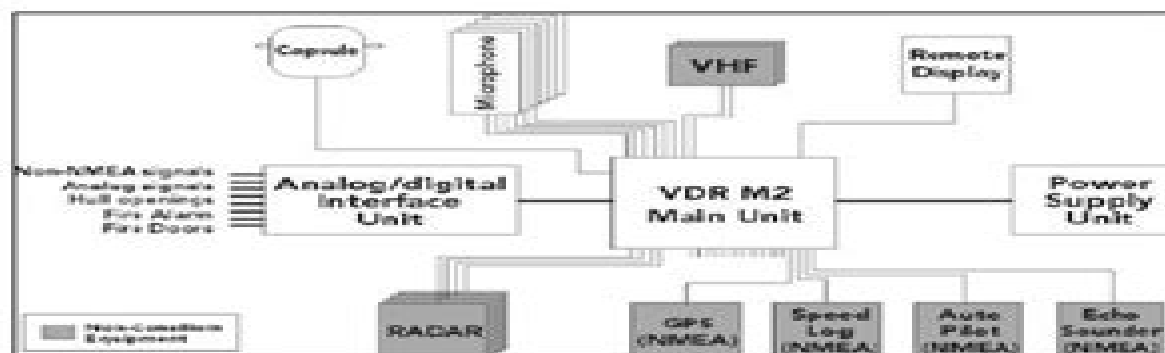 Capsule
Microphone
VHF
Remote
Display
Non-NMEA signals
Analog signals
Hull openings
Fire Alarm
Fire Doors
Analog/digital
Interface
Unit
VDR M2
Main Unit
Power
Supply
Unit
RADAR
GPS
(NMEA)
Speed
Log
(NMEA)
Auto
Pilot
(NMEA)
Echo
Sounder
(NMEA)
Equipment